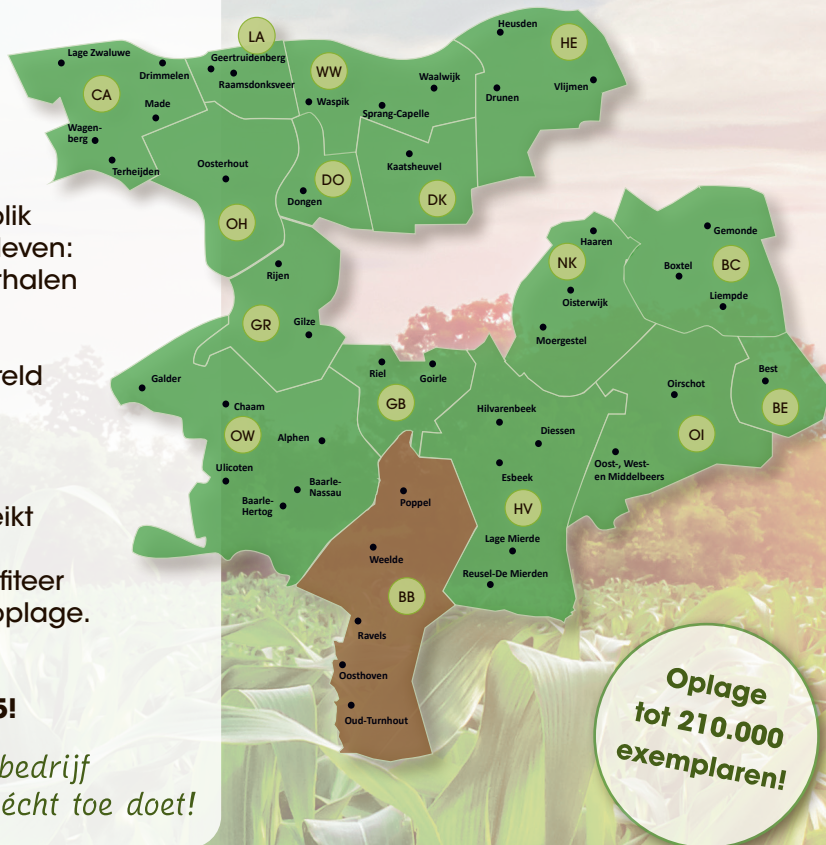 blik
leven:
rhalen
reld
eikt
fiteer
oplage.
5!
bedrijf
écht toe doet!
LA
HE
WW
CA
DO
DK
OH
NK
BC
GR
GB
OW
BE
OI
HV
BB
Lage Zwaluwe
Drimmelen
Made
Wagen-
berg
Terheijden
Geertruidenberg
Raamsdonksveer
Waspik
Waalwijk
Sprang-Capelle
Heusden
Drunen
Vlijmen
Oosterhout
Dongen
Kaatsheuvel
Rijen
Gilze
Haaren
Oisterwijk
Moergestel
Gemonde
Boxtel
Liempde
Galder
Chaam
Alphen
Ulicoten
Baarle-
Nassau
Baarle-
Hertog
Riel
Goirle
Hilvarenbeek
Diessen
Esbeek
Lage Mierde
Reusel-De Mierden
Oirschot
Oost-, West-
en Middelbeers
Best
Poppel
Weelde
Ravels
Oosthoven
Oud-Turnhout
Oplage
tot 210.000
exemplaren!